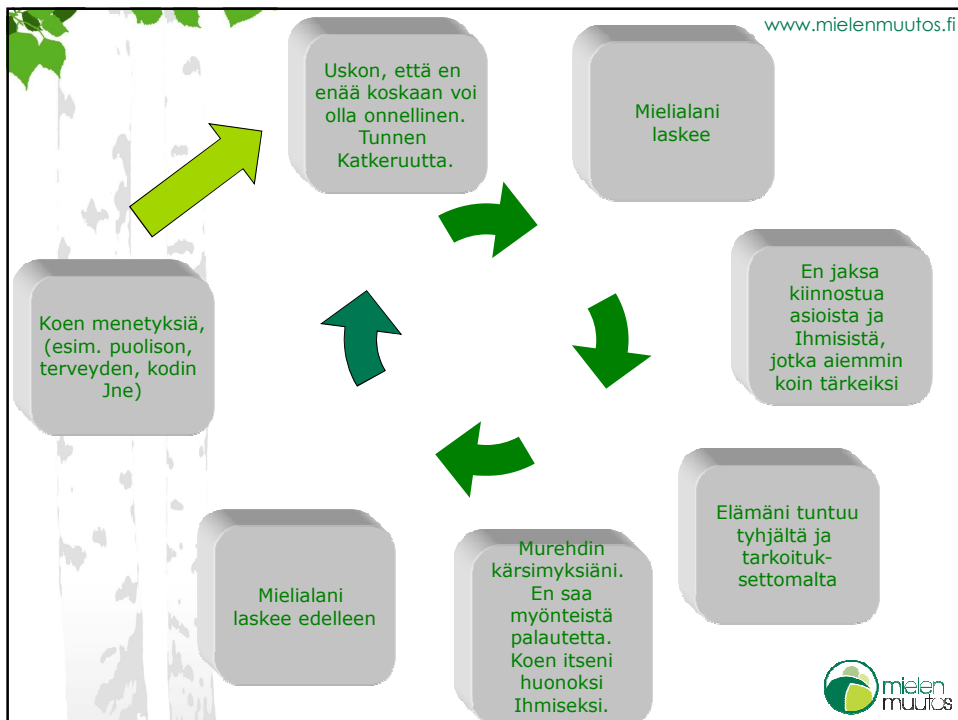 www.mielenmuutos.fi
Uskon, että en
enää koskaan voi
olla onnellinen.
Tunnen
Katkeruutta.
Mielialani
laskee
En jaksa
kiinnostua
asioista ja
Ihmisistä,
jotka aiemmin
koin tärkeiksi
Elämäni tuntuu
tyhjältä ja
tarkoituk-
settomalta
Murehdin
kärsimyksiäni.
En saa
myönteistä
palautetta.
Koen itseni
huonoksi
Ihmiseksi.
Mielialani
laskee edelleen
Koen menetyksiä,
(esim. puolison,
terveyden, kodin
Jne)
mielen
muutos